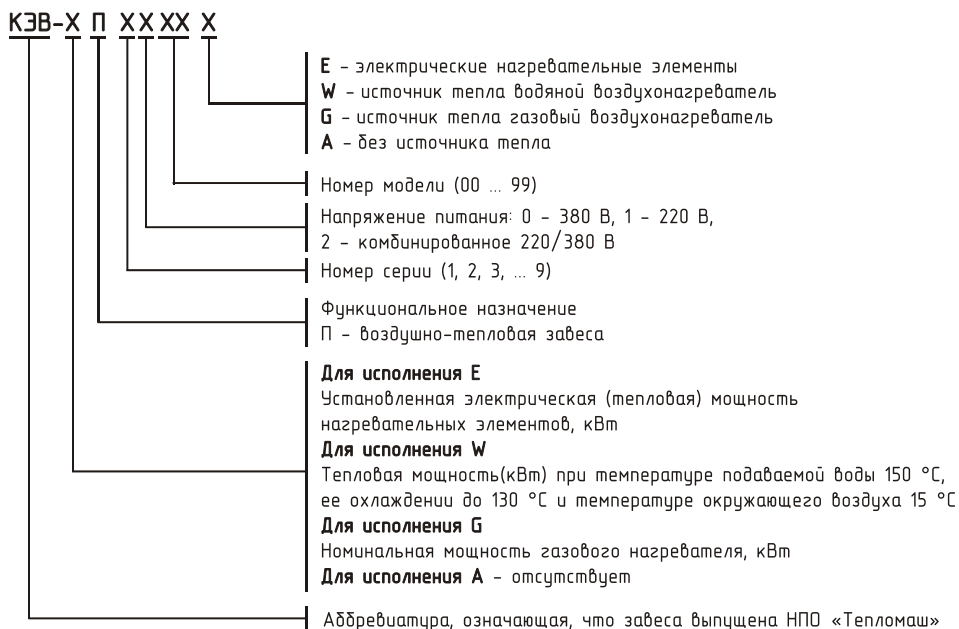 КЭВ-Х П Х Х ХХ Х
E – электрические нагревательные элементы
W – источник тепла водяной воздухонагреватель
G – источник тепла газовый воздухонагреватель
A – без источника тепла
Номер модели (00 ... 99)
Напряжение питания: 0 – 380 В, 1 – 220 В,
2 – комбинированное 220/380 В
Номер серии (1, 2, 3, ... 9)
Функциональное назначение
П – воздушно-тепловая завеса
Для исполнения E
Установленная электрическая (тепловая) мощность
нагревательных элементов, кВт
Для исполнения W
Тепловая мощность(кВт) при температуре подаваемой воды 150 °С,
ее охлаждении до 130 °С и температуре окружающего воздуха 15 °С
Для исполнения G
Номинальная мощность газового нагревателя, кВт
Для исполнения A – отсутствует
Аббревиатура, означающая, что завеса выпущена НПО «Тепломаш»